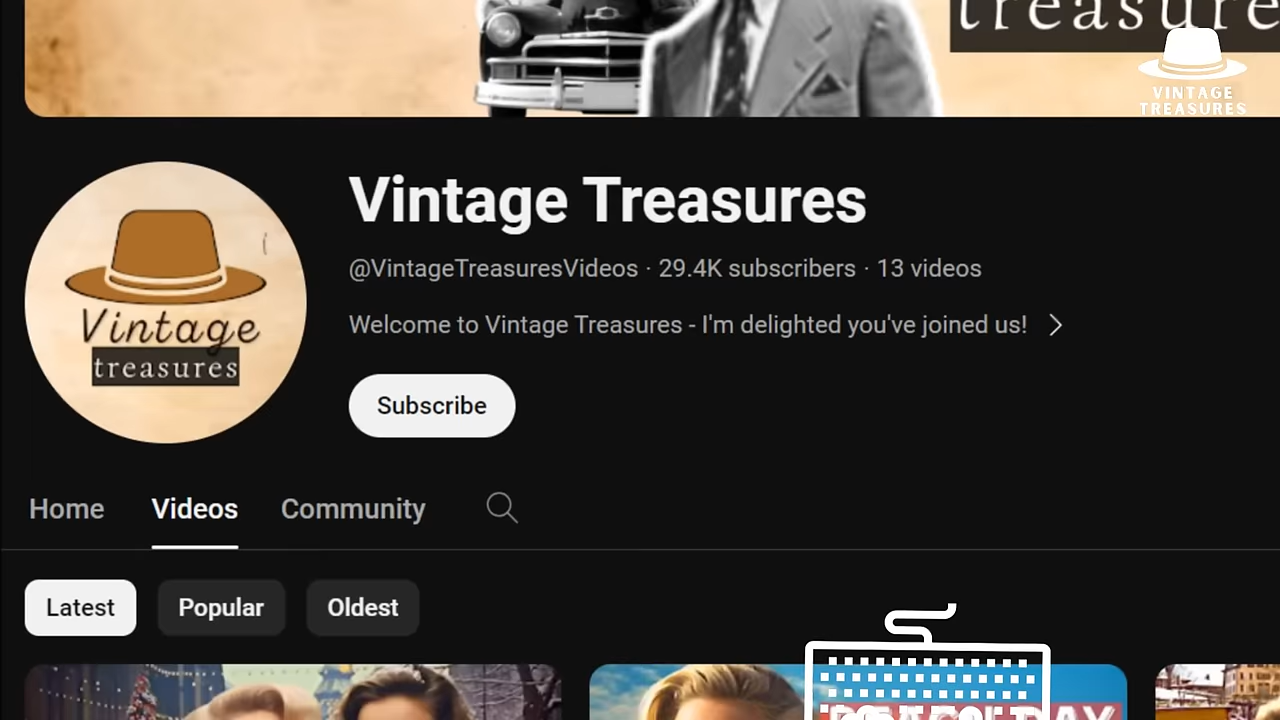 treasure
VINTAGE
TREASURES
Vintage Treasures
@VintageTreasuresVideos · 29.4K subscribers · 13 videos
Welcome to Vintage Treasures - I'm delighted you've joined us!
Vintage
treasures
Subscribe
Home Videos Community
Latest Popular Oldest